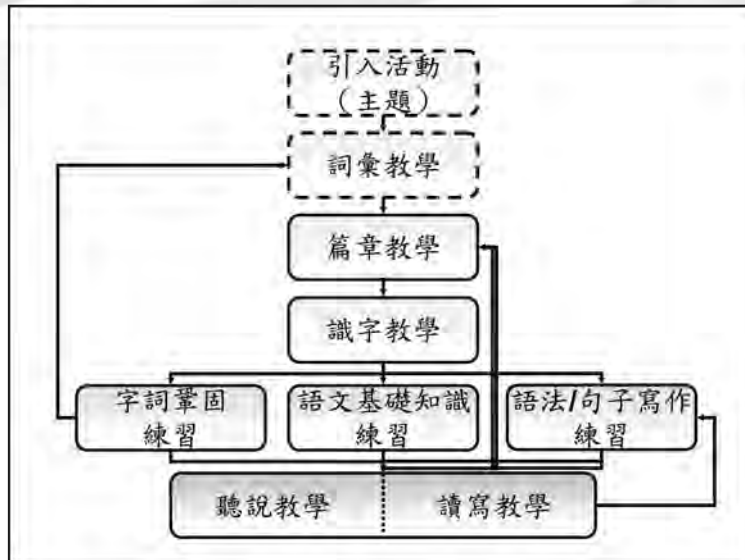 引入活動
（主題）
詞彙教學
篇章教學
識字教學
字詞鞏固
練習
語文基礎知識
練習
語法/句子寫作
練習
聽說教學
讀寫教學